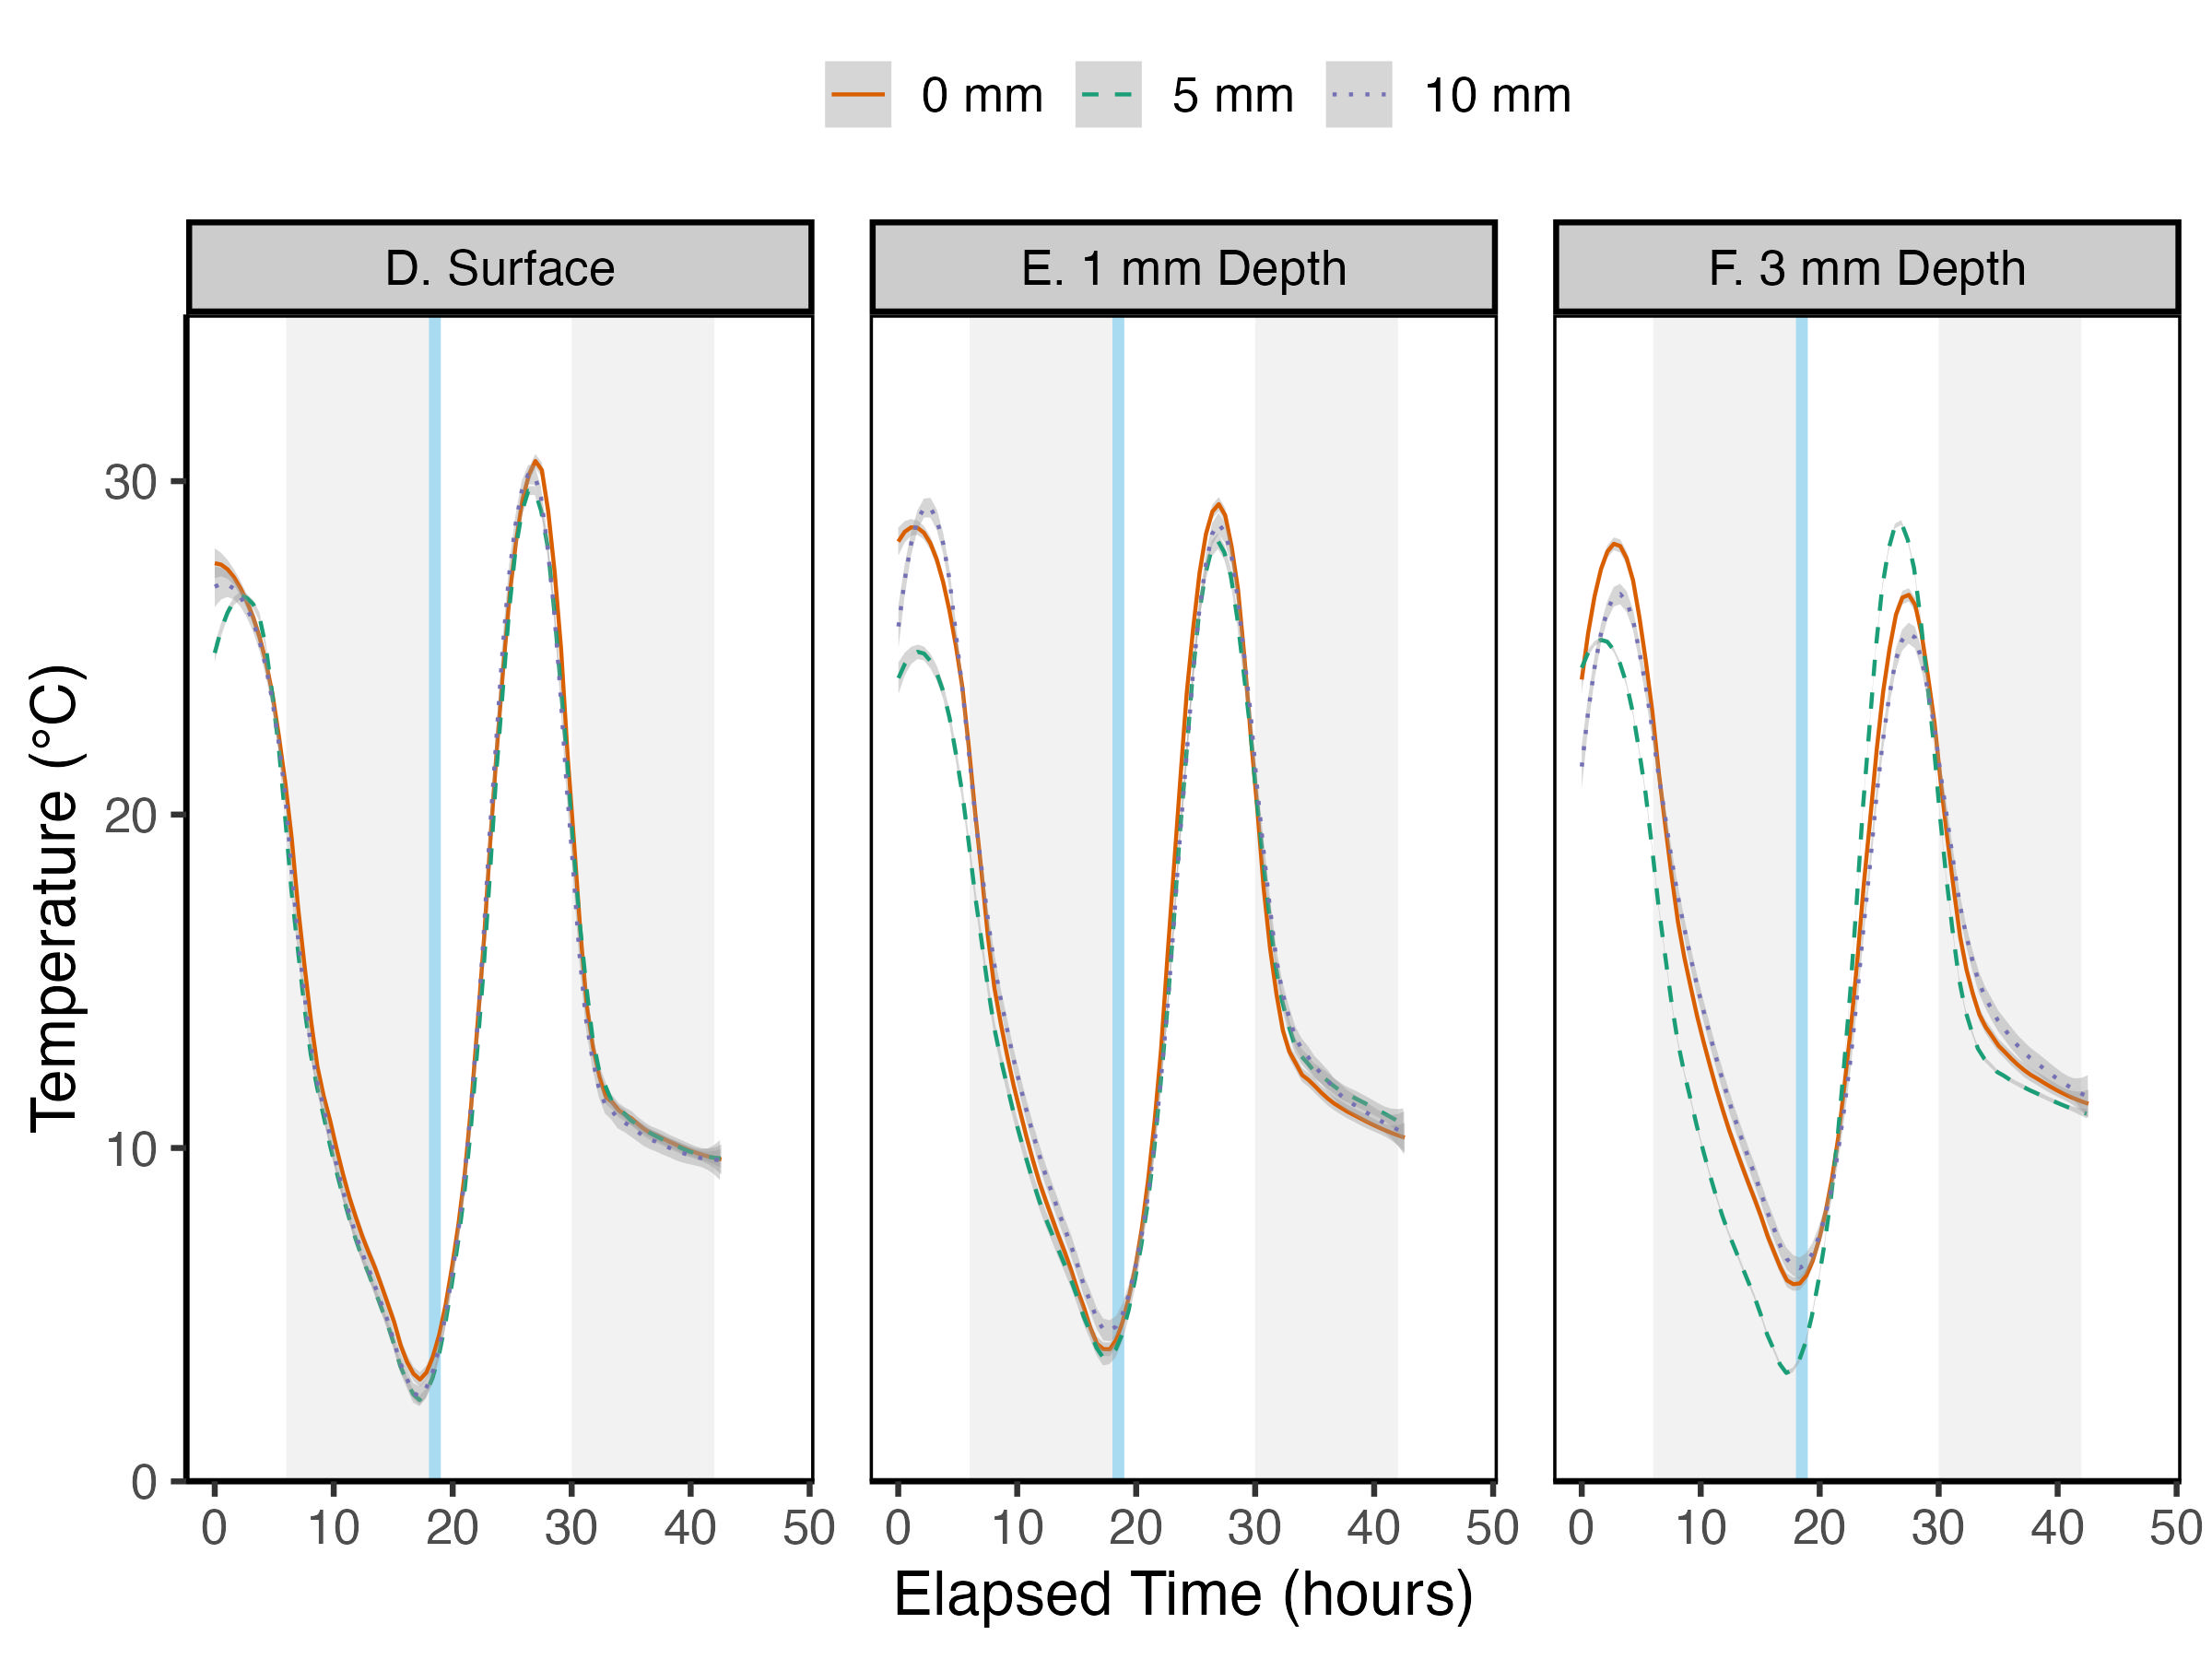 0 mm 5 mm 10 mm
D. Surface E. 1 mm Depth F. 3 mm Depth
Temperature (°C)
30
20
10
0
0 10 20 30 40 50 0 10 20 30 40 50 0 10 20 30 40 50
Elapsed Time (hours)